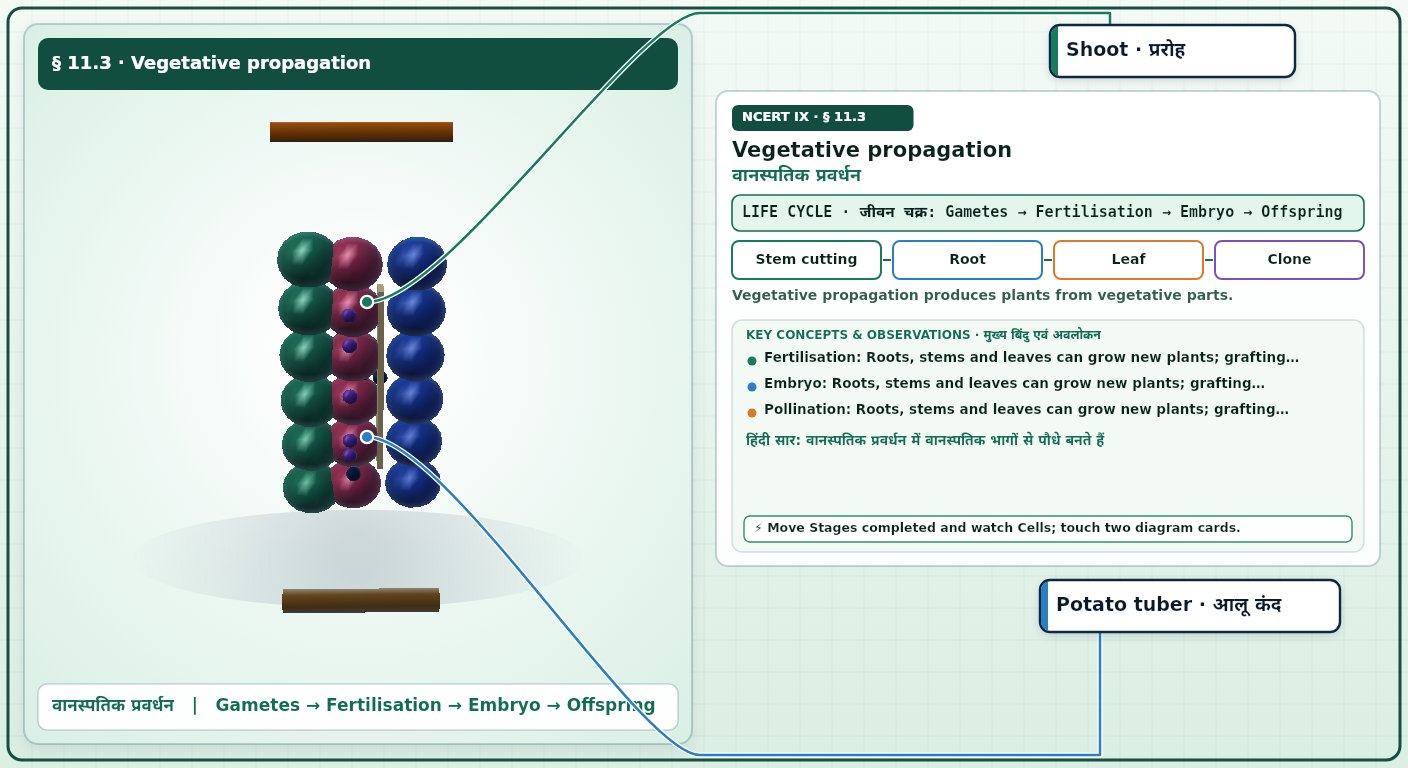 § 11.3 · Vegetative propagation
Shoot · प्ररोह
NCERT IX · § 11.3
Vegetative propagation
वानस्पतिक प्रवर्धन
LIFE CYCLE · जीवन चक्र: Gametes → Fertilisation → Embryo → Offspring
Stem cutting Root Leaf Clone
Vegetative propagation produces plants from vegetative parts.
KEY CONCEPTS & OBSERVATIONS · मुख्य बिंदु एवं अवलोकन
Fertilisation: Roots, stems and leaves can grow new plants; grafting…
Embryo: Roots, stems and leaves can grow new plants; grafting…
Pollination: Roots, stems and leaves can grow new plants; grafting…
हिंदी सार: वानस्पतिक प्रवर्धन में वानस्पतिक भागों से पौधे बनते हैं
⚡ Move Stages completed and watch Cells; touch two diagram cards.
Potato tuber · आलू कंद
वानस्पतिक प्रवर्धन | Gametes → Fertilisation → Embryo → Offspring